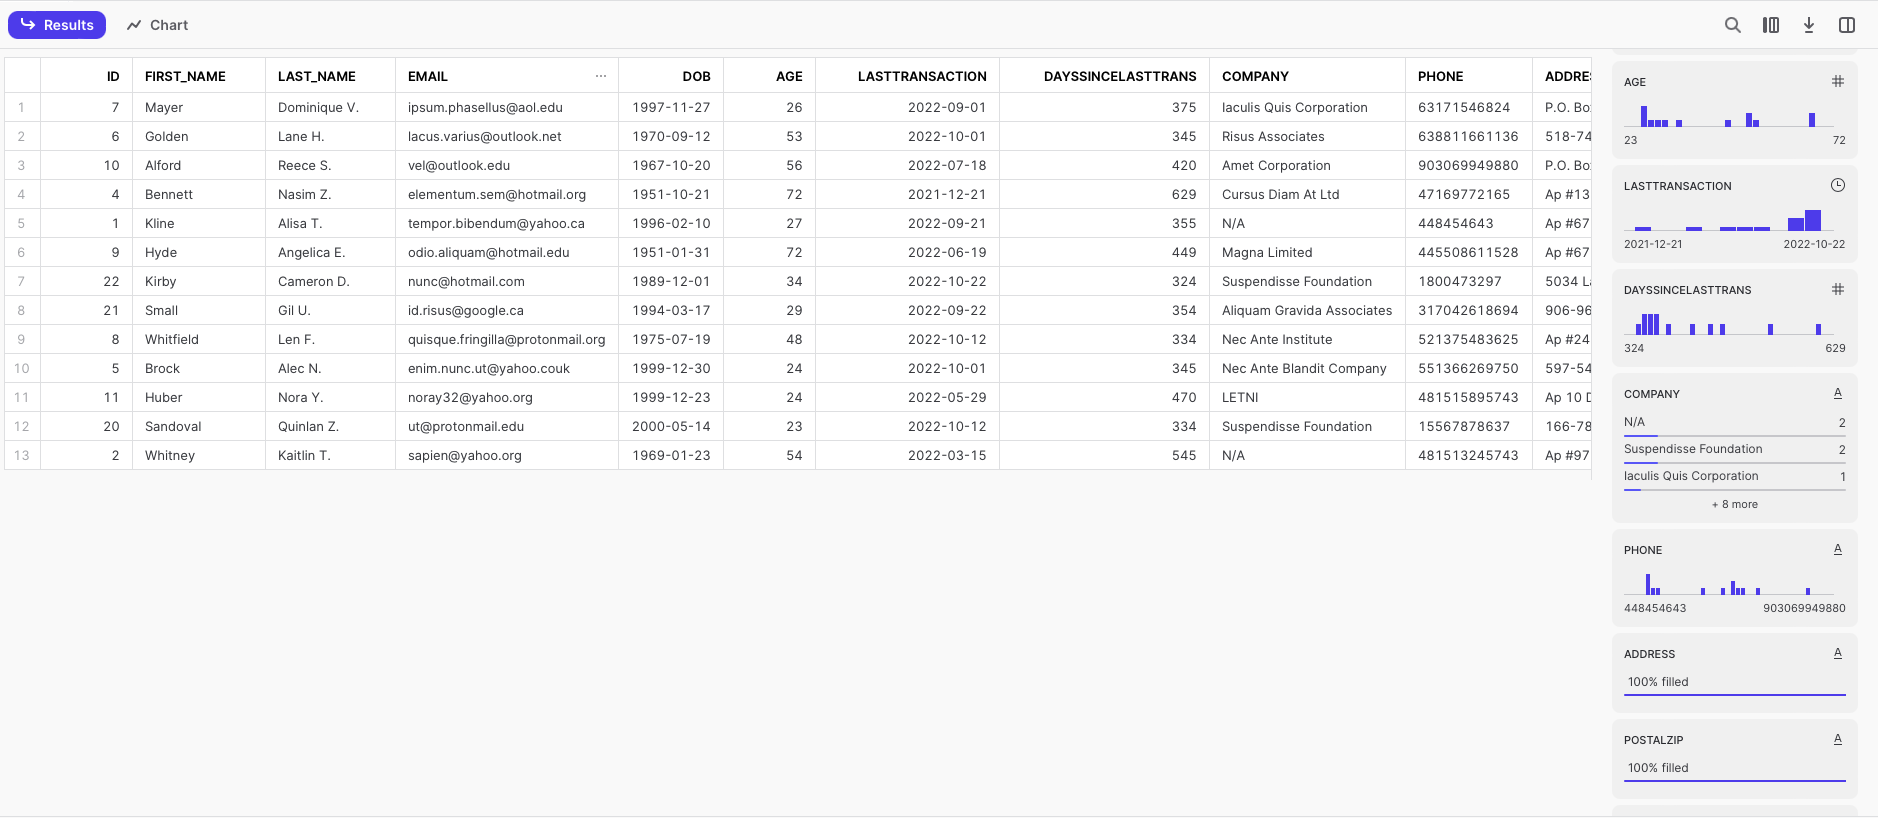 Results Chart
ID FIRST_NAME LAST_NAME EMAIL ... DOB AGE LASTTRANSACTION DAYSSINCELASTTRANS COMPANY PHONE ADDRES
1 7 Mayer Dominique V. ipsum.phasellus@aol.edu 1997-11-27 26 2022-09-01 375 Iaculis Quis Corporation 63171546824 P.O. Bo
2 6 Golden Lane H. lacus.varius@outlook.net 1970-09-12 53 2022-10-01 345 Risus Associates 638811661136 518-74
3 10 Alford Reece S. vel@outlook.edu 1967-10-20 56 2022-07-18 420 Amet Corporation 903069949880 P.O. Bo
4 4 Bennett Nasim Z. elementum.sem@hotmail.org 1951-10-21 72 2021-12-21 629 Cursus Diam At Ltd 47169772165 Ap #13
5 1 Kline Alisa T. tempor.bibendum@yahoo.ca 1996-02-10 27 2022-09-21 355 N/A 448454643 Ap #67
6 9 Hyde Angelica E. odio.aliquam@hotmail.edu 1951-01-31 72 2022-06-19 449 Magna Limited 445508611528 Ap #67
7 22 Kirby Cameron D. nunc@hotmail.com 1989-12-01 34 2022-10-22 324 Suspendisse Foundation 1800473297 5034 L
8 21 Small Gil U. id.risus@google.ca 1994-03-17 29 2022-09-22 354 Aliquam Gravida Associates 317042618694 906-96
9 8 Whitfield Len F. quisque.fringilla@protonmail.org 1975-07-19 48 2022-10-12 334 Nec Ante Institute 521375483625 Ap #24
10 5 Brock Alec N. enim.nunc.ut@yahoo.couk 1999-12-30 24 2022-10-01 345 Nec Ante Blandit Company 551366269750 597-54
11 11 Huber Nora Y. noray32@yahoo.org 1999-12-23 24 2022-05-29 470 LETNI 481515895743 Ap 10 D
12 20 Sandoval Quinlan Z. ut@protonmail.edu 2000-05-14 23 2022-10-12 334 Suspendisse Foundation 15567878637 166-78
13 2 Whitney Kaitlin T. sapien@yahoo.org 1969-01-23 54 2022-03-15 545 N/A 481513245743 Ap #97
AGE
23 72
LASTTRANSACTION
2021-12-21 2022-10-22
DAYSSINCELASTTRANS
324 629
COMPANY A
N/A 2
Suspendisse Foundation 2
Iaculis Quis Corporation 1
+ 8 more
PHONE A
448454643 903069949880
ADDRESS A
100% filled
POSTALZIP A
100% filled